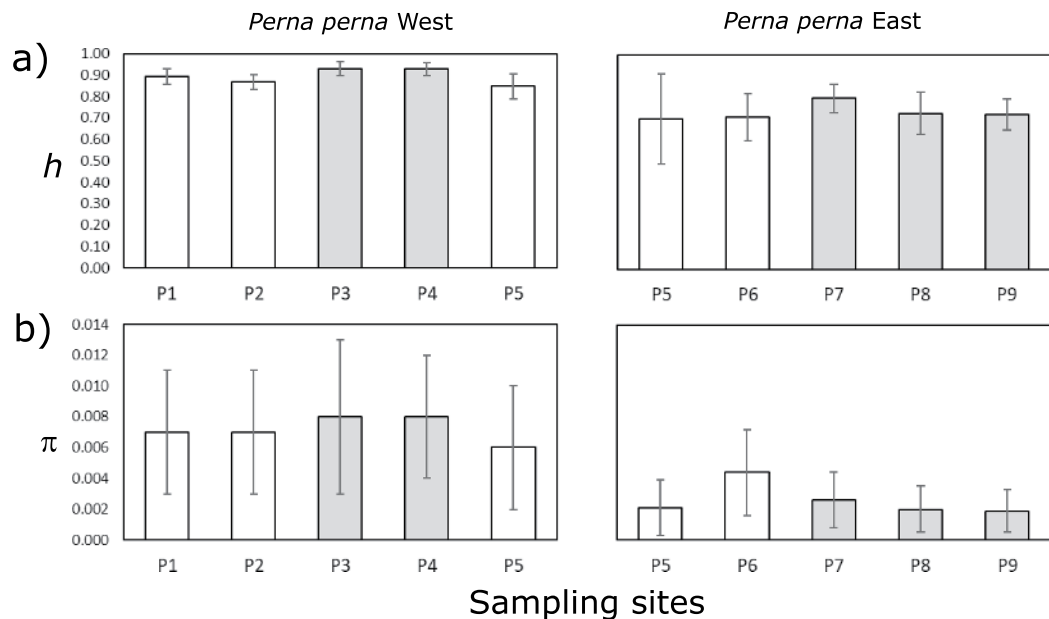 Perna perna West
Perna perna East
a)
h
1.00
0.90
0.80
0.70
0.60
0.50
0.40
0.30
0.20
0.10
0.00
P1 P2 P3 P4 P5
P5 P6 P7 P8 P9
b)
π
0.014
0.012
0.010
0.008
0.006
0.004
0.002
0.000
P1 P2 P3 P4 P5
P5 P6 P7 P8 P9
Sampling sites